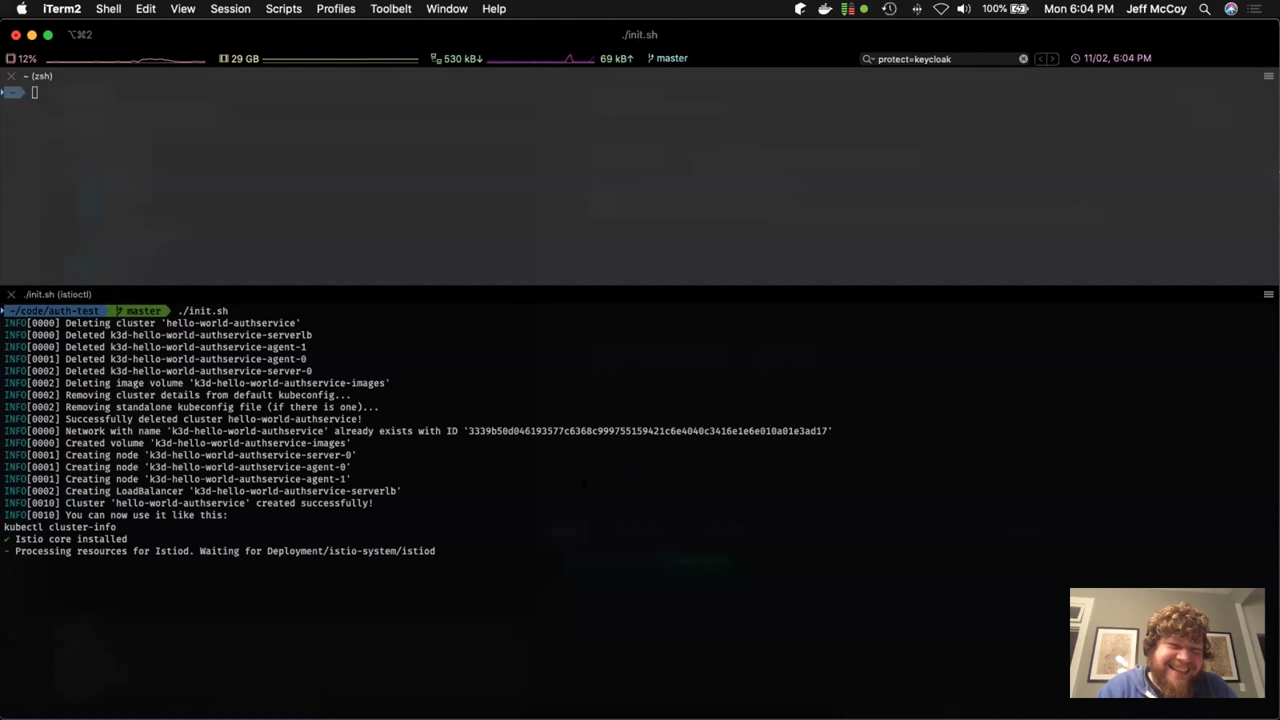 iTerm2 Shell Edit View Session Scripts Profiles Toolbelt Window Help 100% Mon 6:04 PM Jeff McCoy
⌥⌘2 ./init.sh
12% 29 GB 530 kB↓ 69 kB↑ master protect=keycloak 11/02, 6:04 PM
~ (zsh)
~
./init.sh (istioctl)
~/code/auth-test master ./init.sh
INFO[0000] Deleting cluster 'hello-world-authservice'
INFO[0000] Deleted k3d-hello-world-authservice-serverlb
INFO[0000] Deleted k3d-hello-world-authservice-agent-1
INFO[0001] Deleted k3d-hello-world-authservice-agent-0
INFO[0002] Deleted k3d-hello-world-authservice-server-0
INFO[0002] Deleting image volume 'k3d-hello-world-authservice-images'
INFO[0002] Removing cluster details from default kubeconfig...
INFO[0002] Removing standalone kubeconfig file (if there is one)...
INFO[0002] Successfully deleted cluster hello-world-authservice!
INFO[0000] Network with name 'k3d-hello-world-authservice' already exists with ID '3339b50d046193577c6368c999755159421c6e4040c3416e1e6e010a01e3ad17'
INFO[0000] Created volume 'k3d-hello-world-authservice-images'
INFO[0001] Creating node 'k3d-hello-world-authservice-server-0'
INFO[0001] Creating node 'k3d-hello-world-authservice-agent-0'
INFO[0001] Creating node 'k3d-hello-world-authservice-agent-1'
INFO[0002] Creating LoadBalancer 'k3d-hello-world-authservice-serverlb'
INFO[0010] Cluster 'hello-world-authservice' created successfully!
INFO[0010] You can now use it like this:
kubectl cluster-info
✓ Istio core installed
- Processing resources for Istiod. Waiting for Deployment/istio-system/istiod